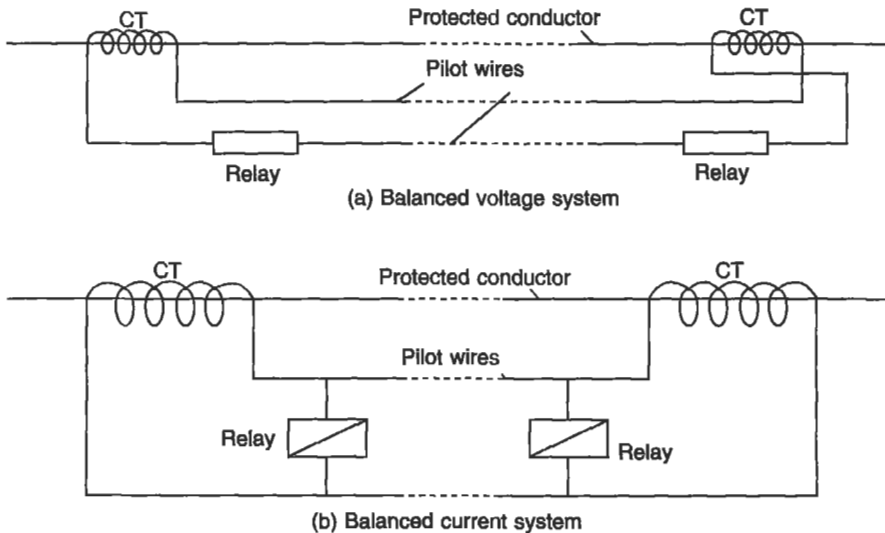 CT
Protected conductor
CT
Pilot wires
Relay
Relay
(a) Balanced voltage system
CT
Protected conductor
CT
Pilot wires
Relay
Relay
(b) Balanced current system